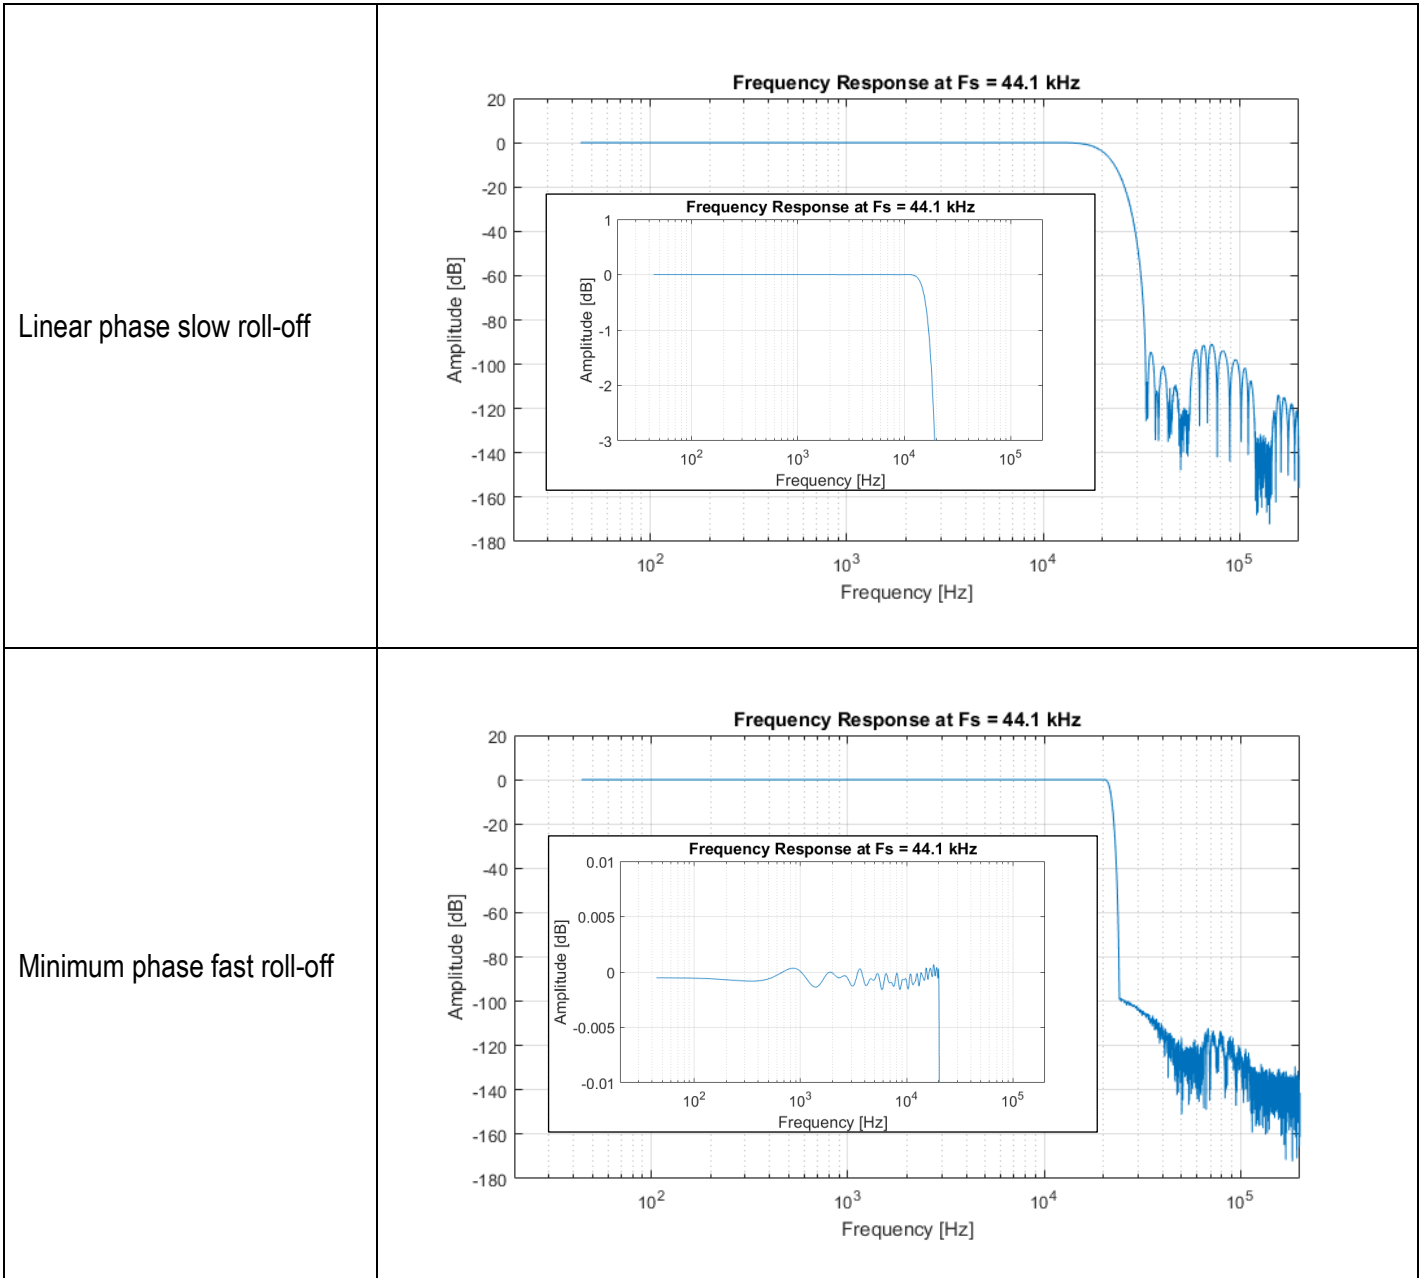 Linear phase slow roll-off
Frequency Response at Fs = 44.1 kHz
20
0
-20
-40
-60
-80
-100
-120
-140
-160
-180
Amplitude [dB]
10^2 10^3 10^4 10^5
Frequency [Hz]
Frequency Response at Fs = 44.1 kHz
1
0
-1
-2
-3
Amplitude [dB]
10^2 10^3 10^4 10^5
Frequency [Hz]
Minimum phase fast roll-off
Frequency Response at Fs = 44.1 kHz
20
0
-20
-40
-60
-80
-100
-120
-140
-160
-180
Amplitude [dB]
10^2 10^3 10^4 10^5
Frequency [Hz]
Frequency Response at Fs = 44.1 kHz
0.01
0.005
0
-0.005
-0.01
Amplitude [dB]
10^2 10^3 10^4 10^5
Frequency [Hz]